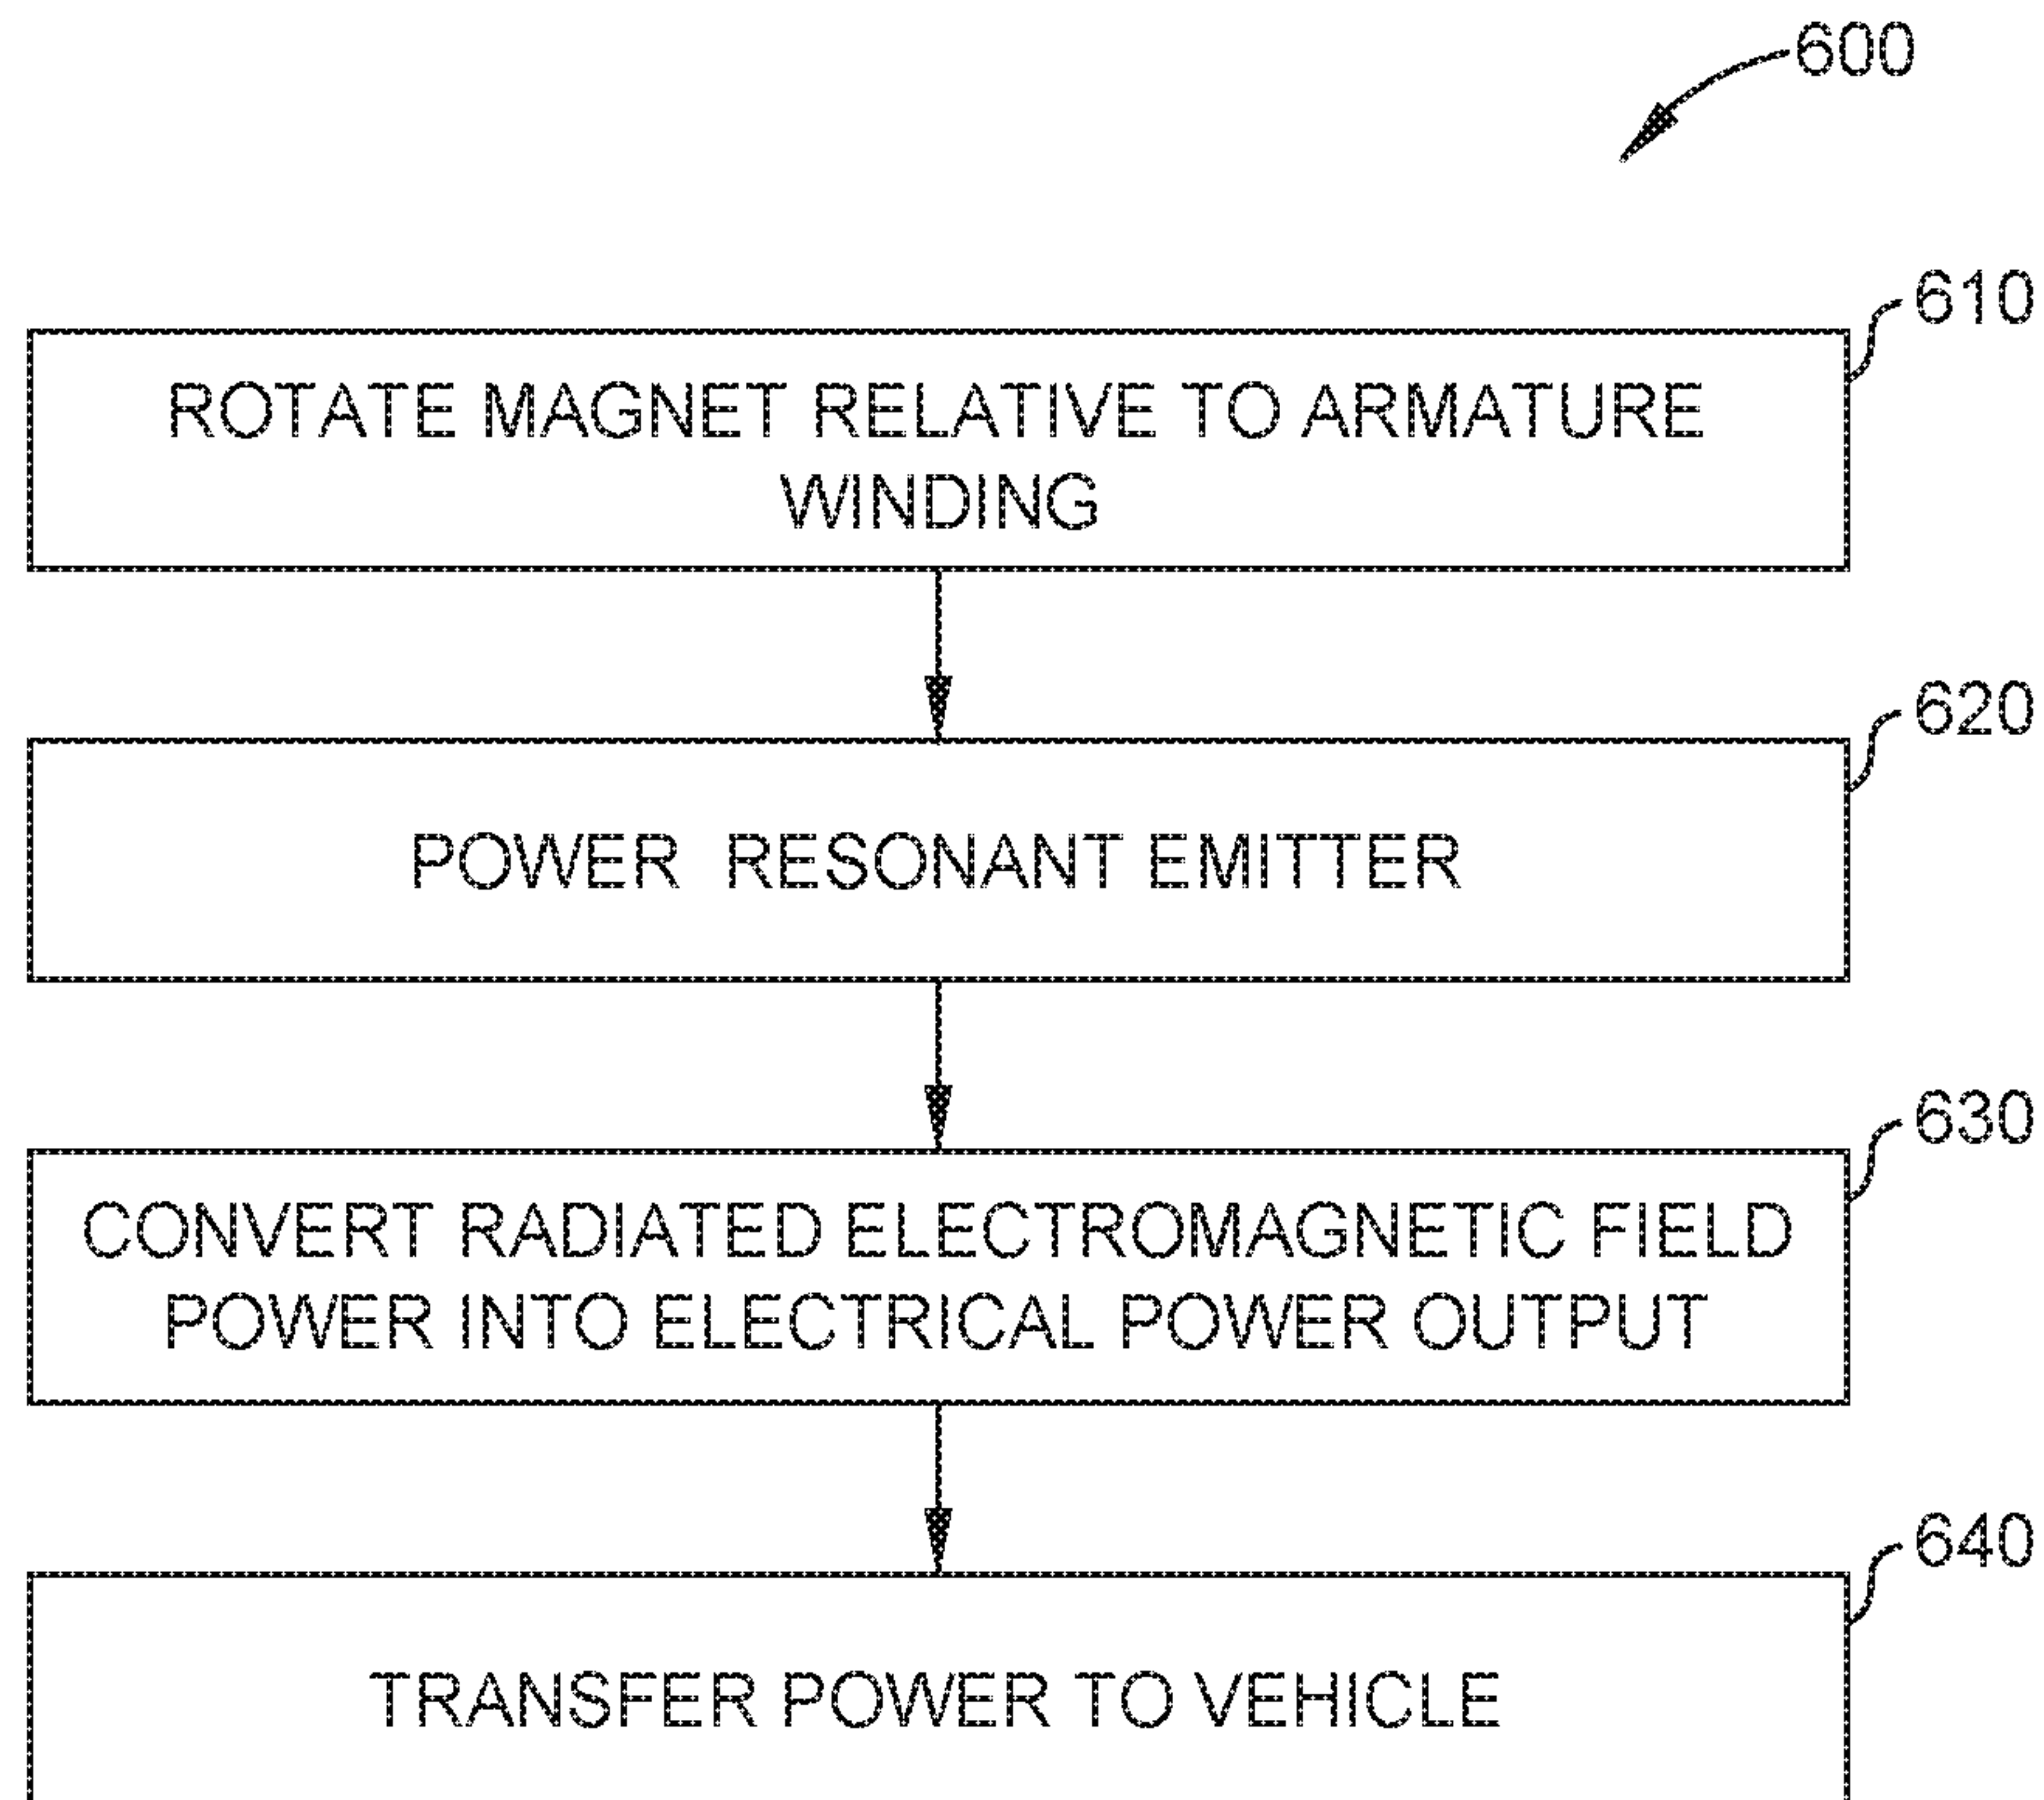 600
610
ROTATE MAGNET RELATIVE TO ARMATURE
WINDING
620
POWER RESONANT EMITTER
630
CONVERT RADIATED ELECTROMAGNETIC FIELD
POWER INTO ELECTRICAL POWER OUTPUT
640
TRANSFER POWER TO VEHICLE